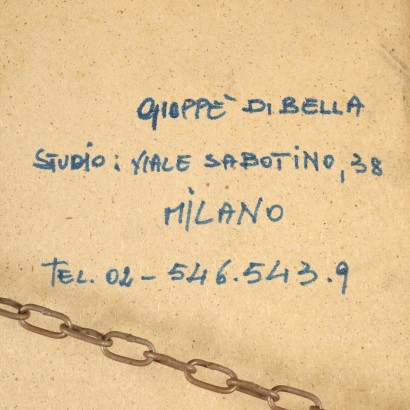 GIOPPE' DI BELLA
STUDIO: VIALE SABOTINO, 38
MILANO
TEL. 02 - 546.543.9